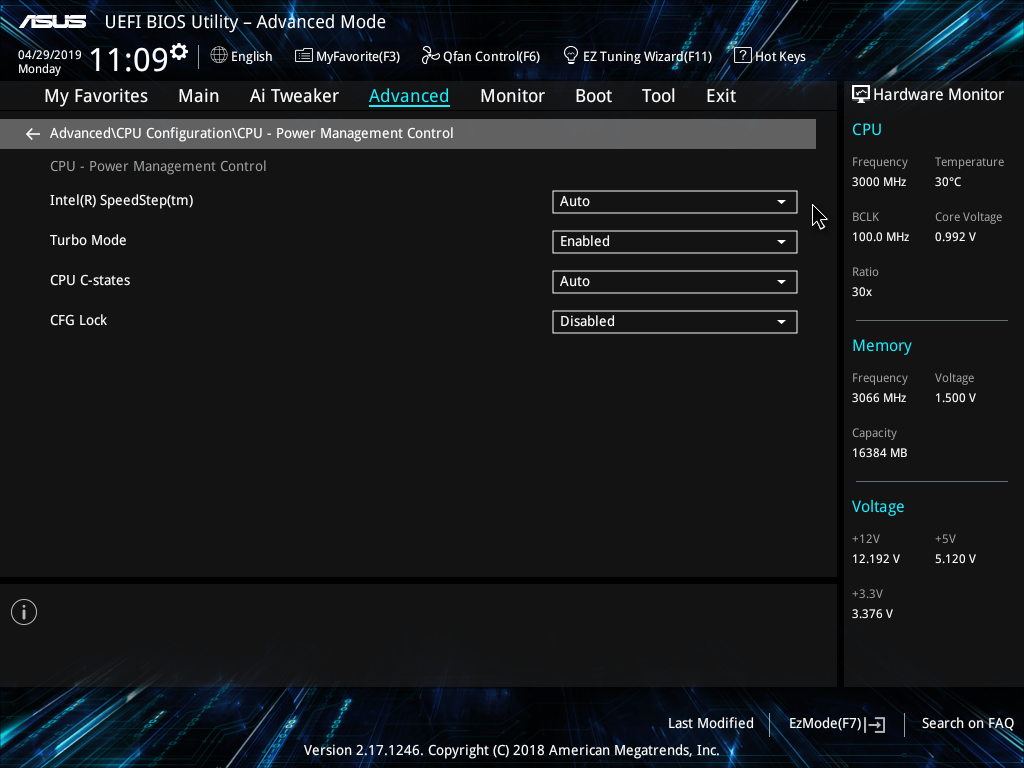 ASUS UEFI BIOS Utility – Advanced Mode
04/29/2019
Monday
11:09
English
MyFavorite(F3)
Qfan Control(F6)
EZ Tuning Wizard(F11)
? Hot Keys
My Favorites Main Ai Tweaker Advanced Monitor Boot Tool Exit
Hardware Monitor
← Advanced\CPU Configuration\CPU - Power Management Control
CPU - Power Management Control
Intel(R) SpeedStep(tm) Auto
Turbo Mode Enabled
CPU C-states Auto
CFG Lock Disabled
CPU
Frequency Temperature
3000 MHz 30°C
BCLK Core Voltage
100.0 MHz 0.992 V
Ratio
30x
Memory
Frequency Voltage
3066 MHz 1.500 V
Capacity
16384 MB
Voltage
+12V +5V
12.192 V 5.120 V
+3.3V
3.376 V
i
Last Modified EzMode(F7) Search on FAQ
Version 2.17.1246. Copyright (C) 2018 American Megatrends, Inc.